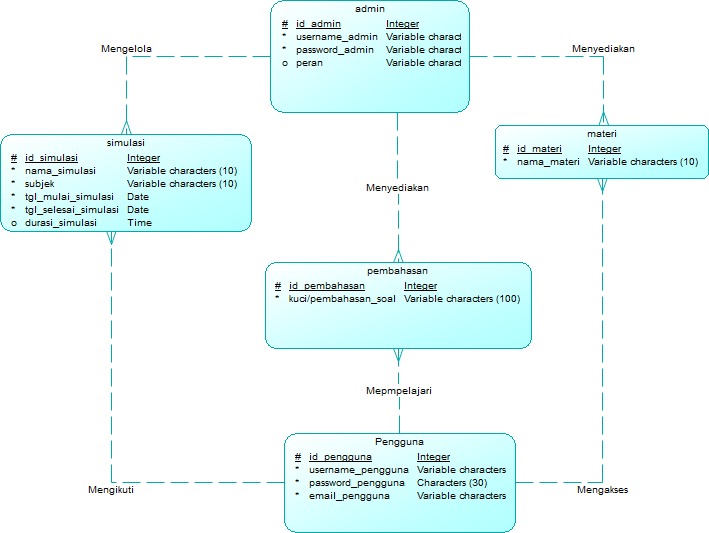 admin
# id_admin Integer
* username_admin Variable charact
* password_admin Variable charact
o peran Variable charact
Mengelola
Menyediakan
simulasi
# id_simulasi Integer
* nama_simulasi Variable characters (10)
* subjek Variable characters (10)
* tgl_mulai_simulasi Date
* tgl_selesai_simulasi Date
o durasi_simulasi Time
materi
# id_materi Integer
* nama_materi Variable characters (10)
Menyediakan
pembahasan
# id_pembahasan Integer
* kuci/pembahasan_soal Variable characters (100)
Mepmpelajari
Pengguna
# id_pengguna Integer
* username_pengguna Variable characters
* password_pengguna Characters (30)
* email_pengguna Variable characters
Mengikuti
Mengakses